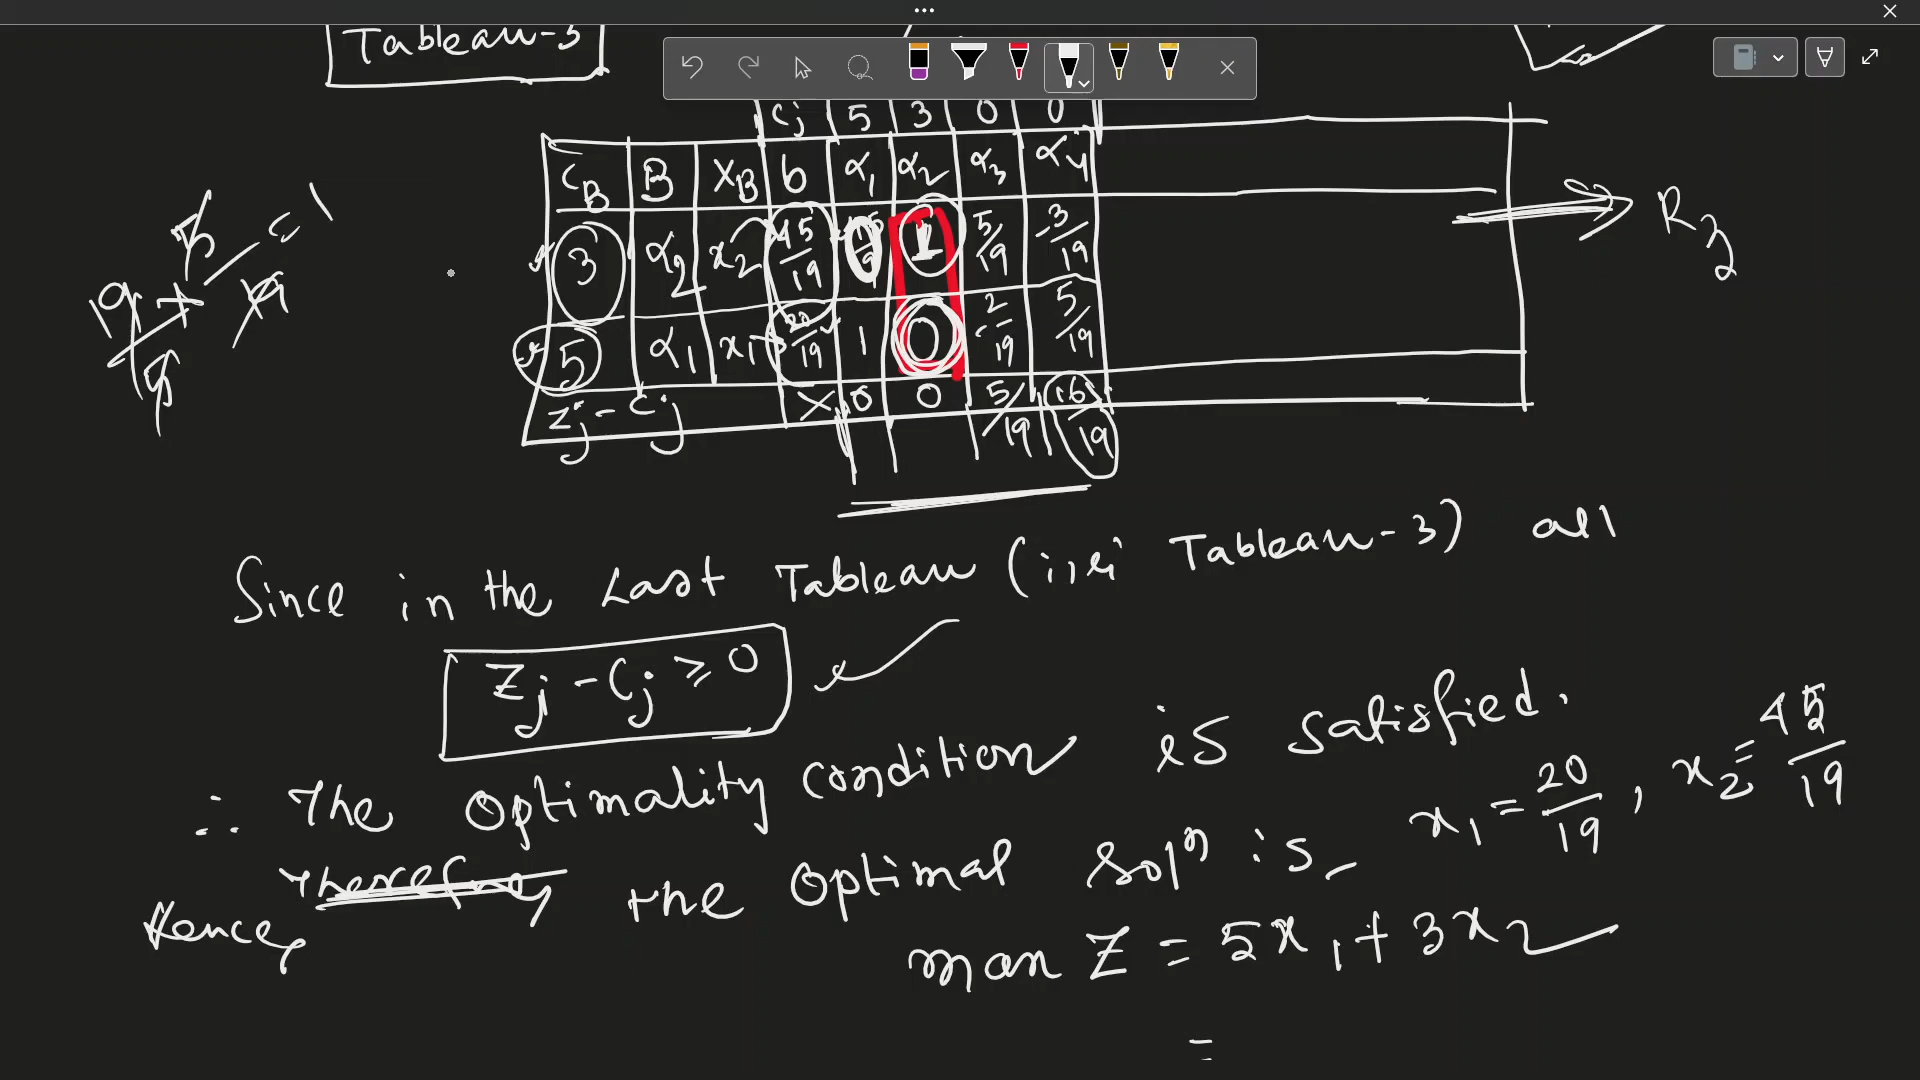 Tableau-3
Cj 5 3 0 0
CB B XB b α1 α2 α3 α4
3 α2 x2 45/19 1 5/19 -3/19
5 α1 x1 20/19 1 0 -2/19 5/19
zj - cj X 0 0 5/19 16/19
= 1
R3
Since in the Last Tableau (i,e; Tableau-3) all
Zj - Cj ≥ 0
∴ The Optimality condition is satisfied.
Hence, the optimal solⁿ is, x1 = 20/19, x2 = 45/19
man Z = 5x1 + 3x2
=